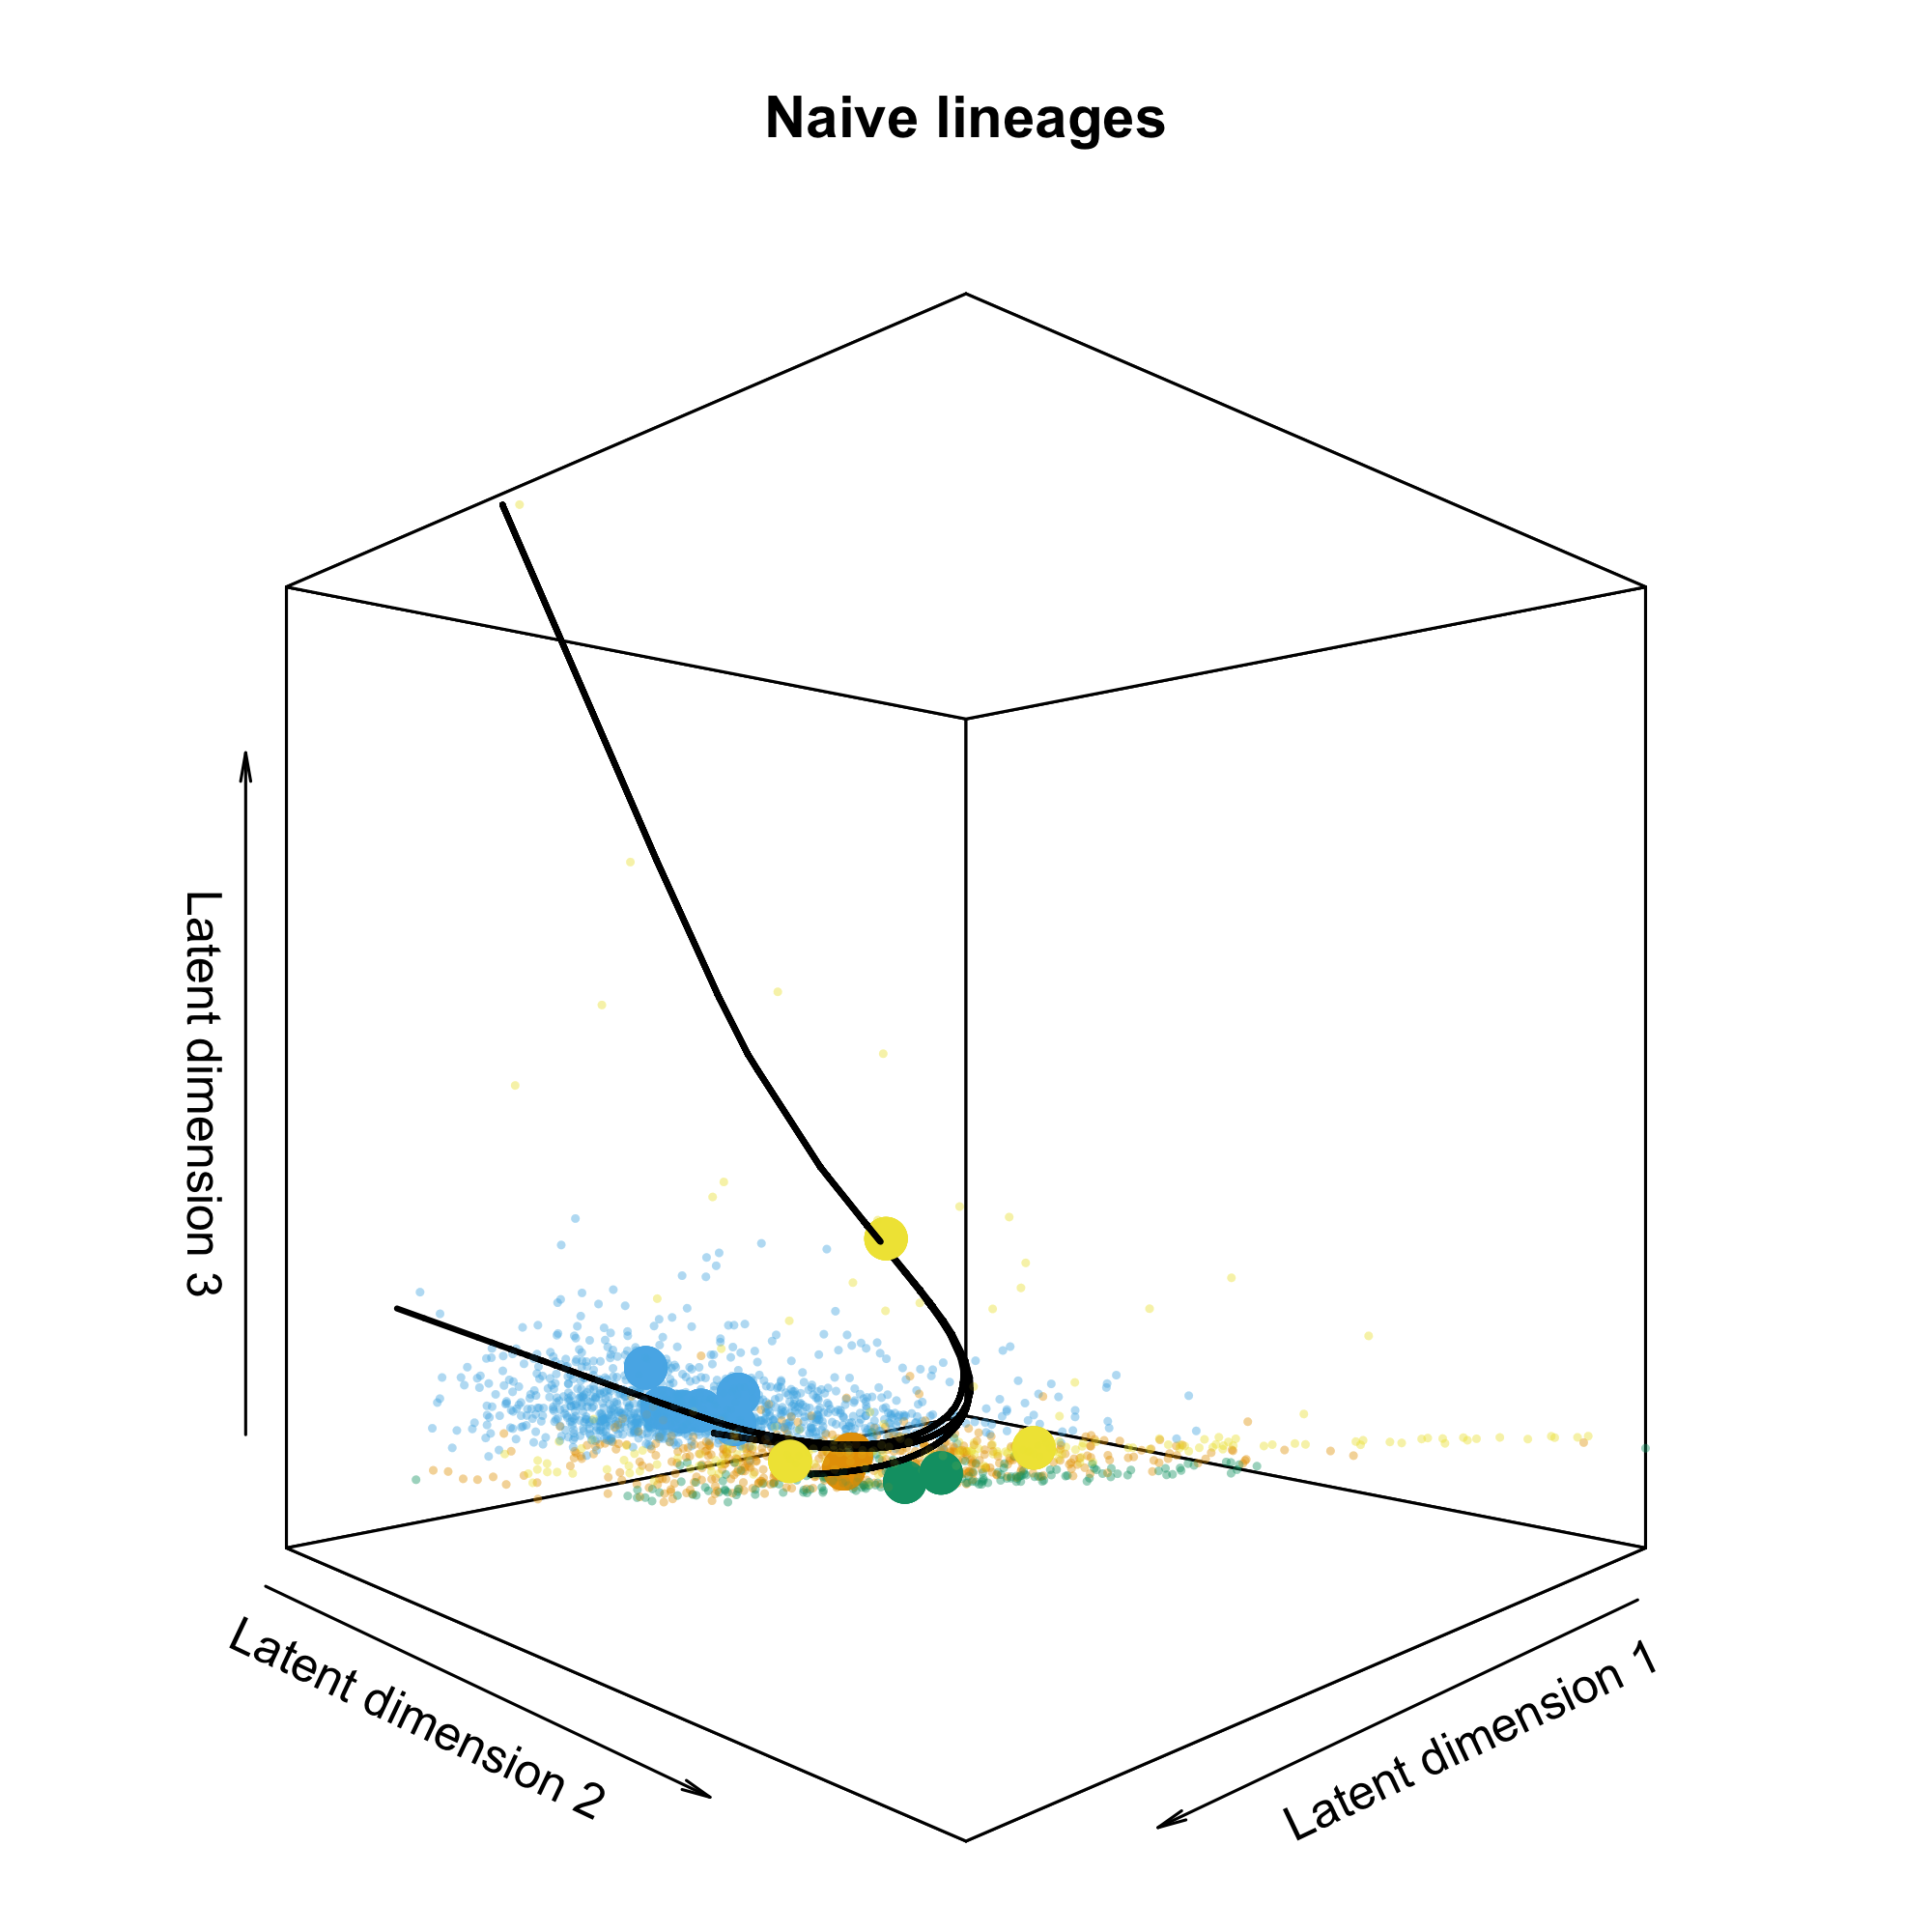 Naive lineages
Latent dimension 3
Latent dimension 2
Latent dimension 1